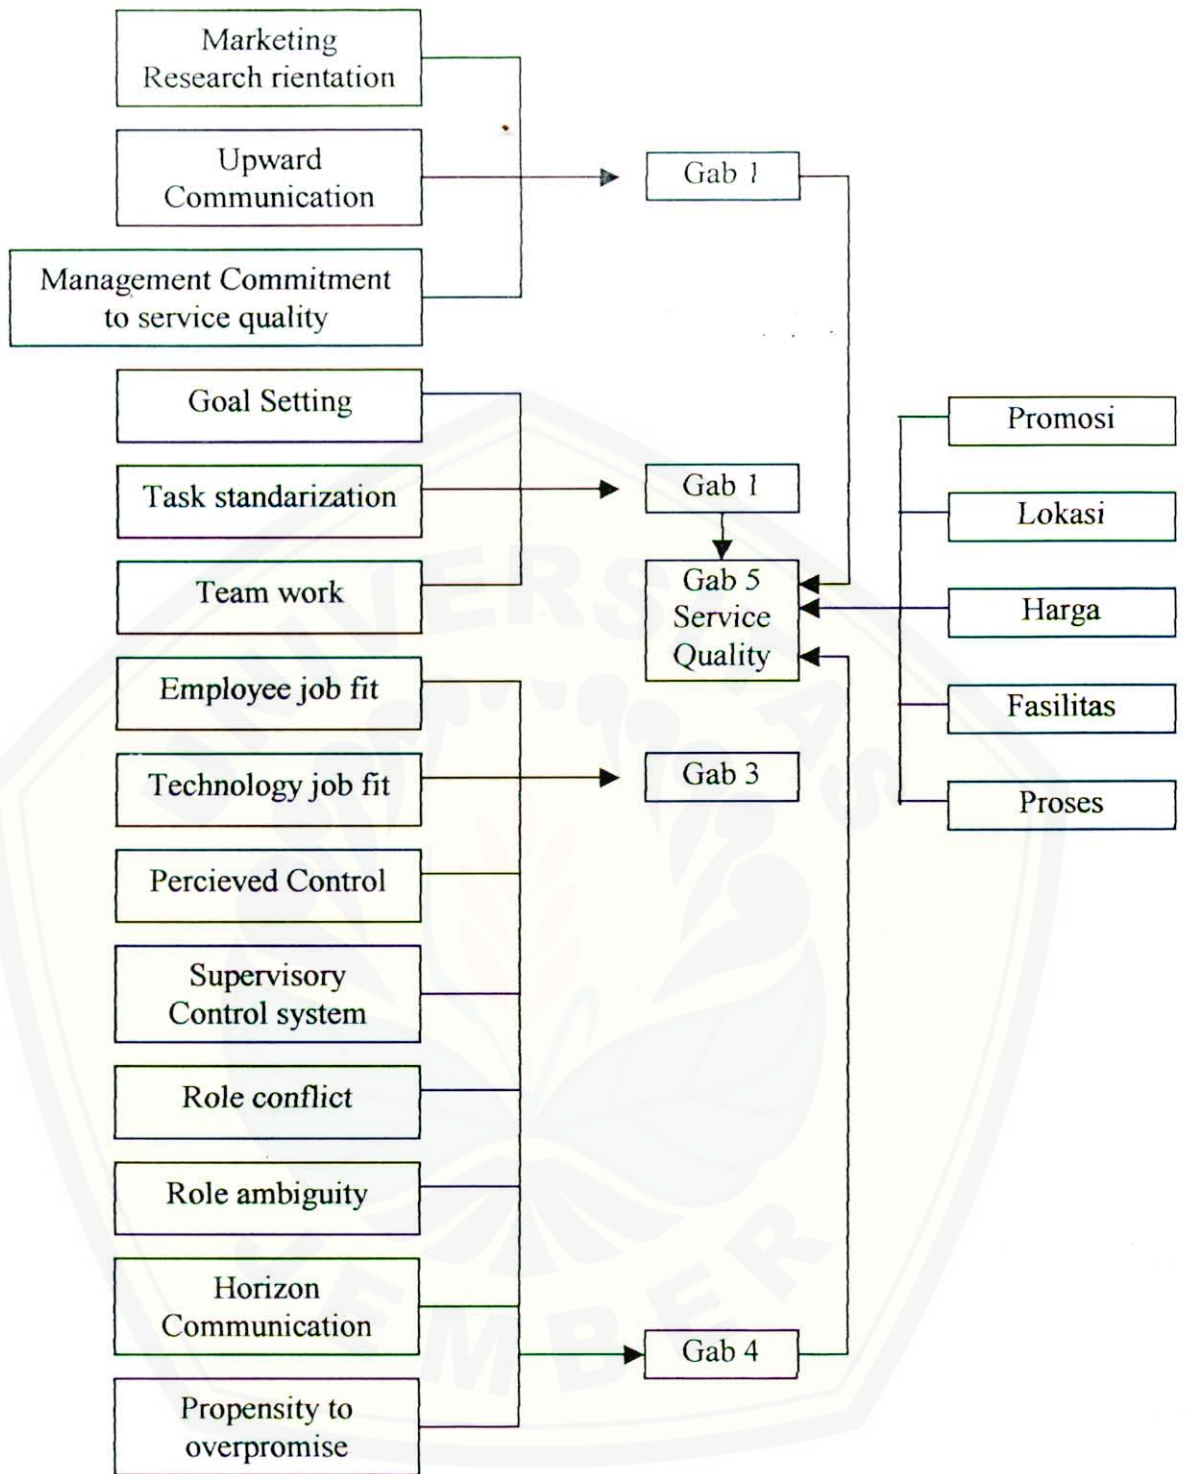 Marketing
Research rientation
Upward
Communication
Management Commitment
to service quality
Goal Setting
Task standarization
Team work
Employee job fit
Technology job fit
Percieved Control
Supervisory
Control system
Role conflict
Role ambiguity
Horizon
Communication
Propensity to
overpromise
Gab 1
Gab 1
Gab 5
Service
Quality
Gab 3
Gab 4
Promosi
Lokasi
Harga
Fasilitas
Proses
UNIVERSITAS
JEMBER